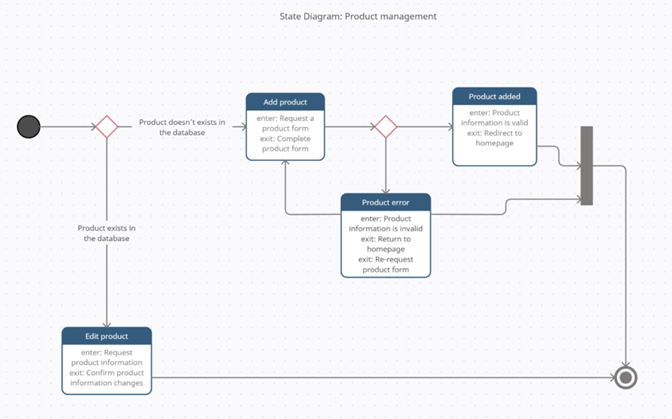 State Diagram: Product management
Product doesn't exists in
the database
Add product
enter: Request a
product form
exit: Complete
product form
Product added
enter: Product
information is valid
exit: Redirect to
homepage
Product error
enter: Product
information is invalid
exit: Return to
homepage
exit: Re-request
product form
Product exists in
the database
Edit product
enter: Request
product information
exit: Confirm product
information changes